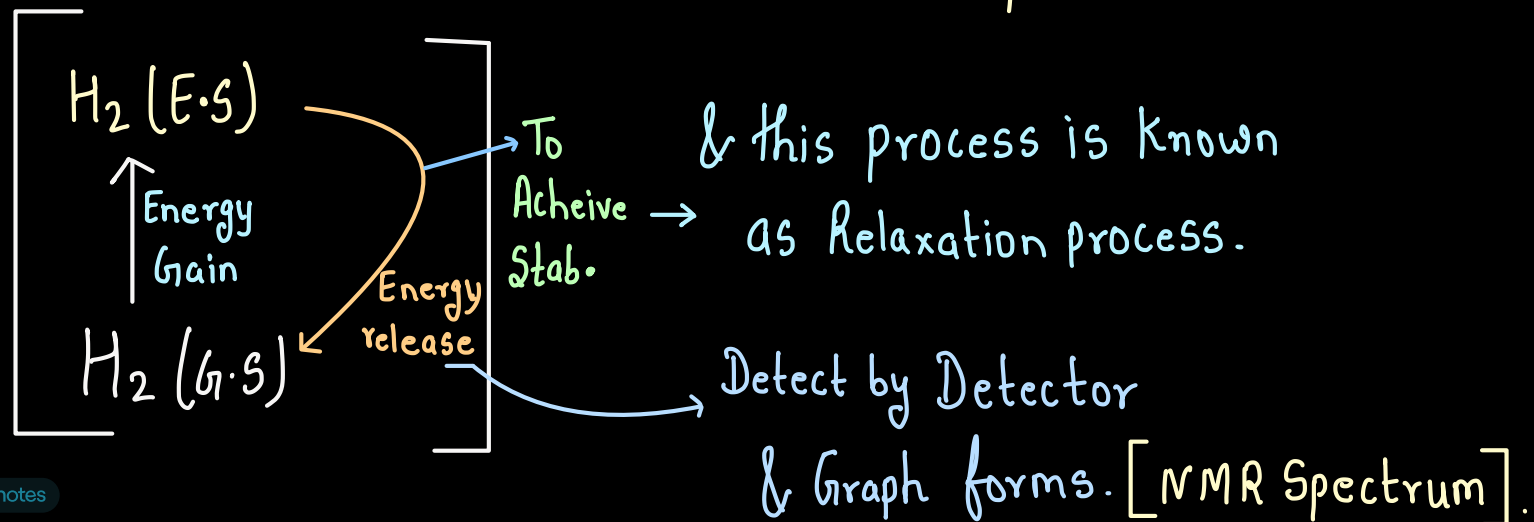 H₂ (E·S)
Energy
Gain
H₂ (G·S)
Energy
release
To
Acheive
Stab.
& this process is known
as Relaxation process.
Detect by Detector
& Graph forms. [NMR Spectrum].
notes